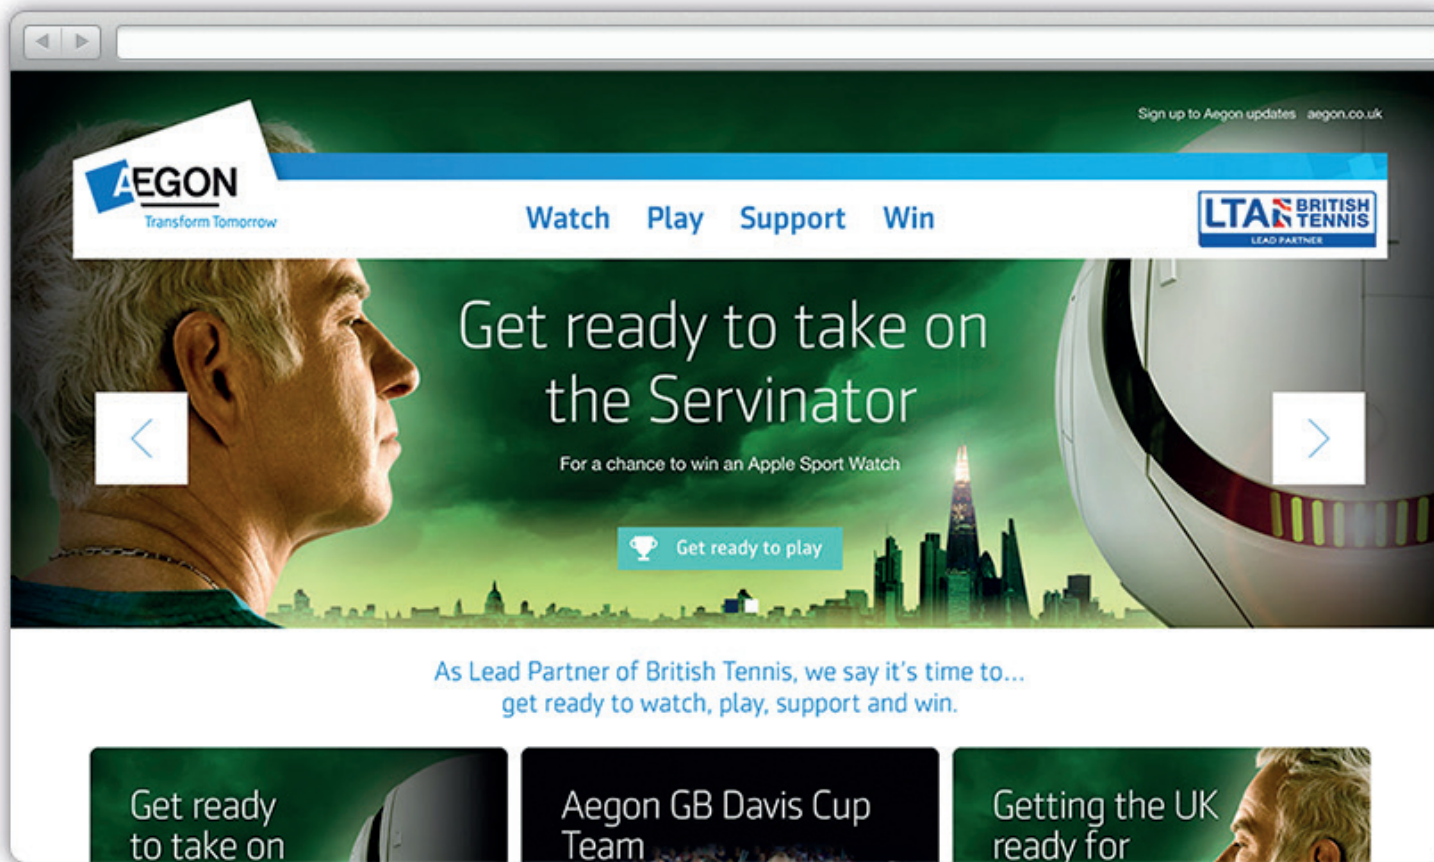 Sign up to Aegon updates aegon.co.uk
AEGON
Transform Tomorrow
Watch Play Support Win
LTA BRITISH TENNIS
LEAD PARTNER
Get ready to take on
the Servinator
For a chance to win an Apple Sport Watch
Get ready to play
As Lead Partner of British Tennis, we say it's time to...
get ready to watch, play, support and win.
Get ready
to take on
Aegon GB Davis Cup
Team
Getting the UK
ready for